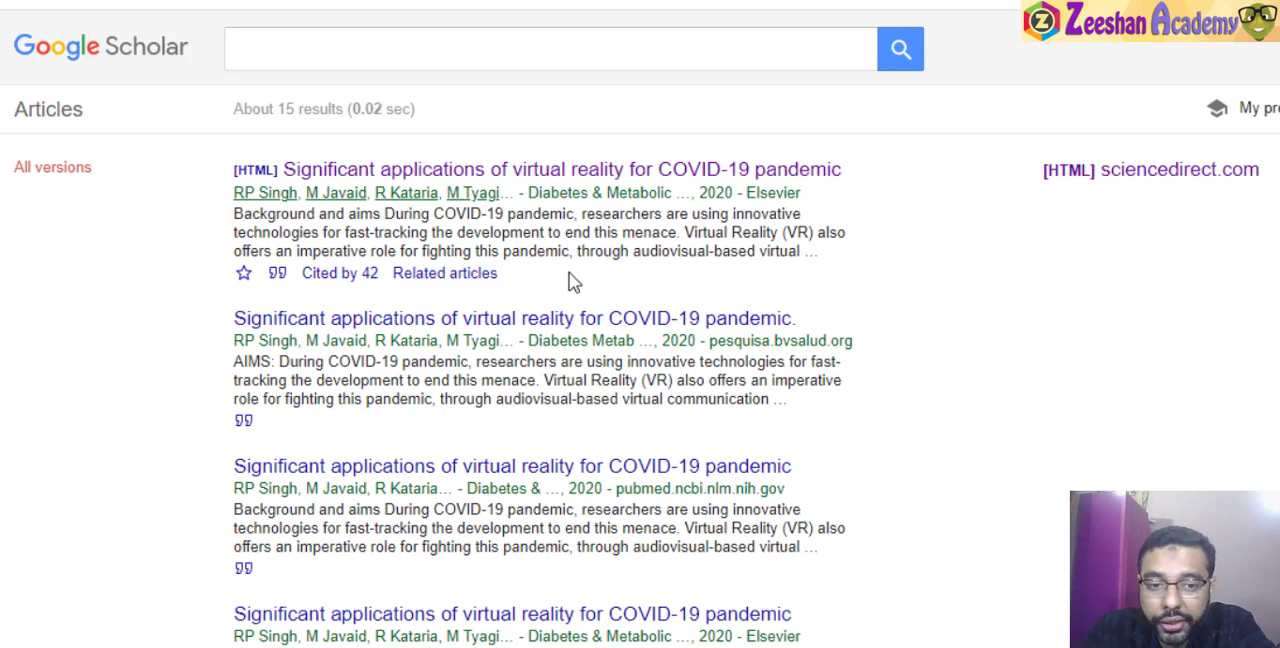 Z Zeeshan Academy
Google Scholar
Articles
About 15 results (0.02 sec)
My pr
All versions
[HTML] Significant applications of virtual reality for COVID-19 pandemic
[HTML] sciencedirect.com
RP Singh, M Javaid, R Kataria, M Tyagi… - Diabetes & Metabolic …, 2020 - Elsevier
Background and aims During COVID-19 pandemic, researchers are using innovative
technologies for fast-tracking the development to end this menace. Virtual Reality (VR) also
offers an imperative role for fighting this pandemic, through audiovisual-based virtual …
Cited by 42 Related articles
Significant applications of virtual reality for COVID-19 pandemic.
RP Singh, M Javaid, R Kataria, M Tyagi… - Diabetes Metab …, 2020 - pesquisa.bvsalud.org
AIMS: During COVID-19 pandemic, researchers are using innovative technologies for fast-
tracking the development to end this menace. Virtual Reality (VR) also offers an imperative
role for fighting this pandemic, through audiovisual-based virtual communication …
Significant applications of virtual reality for COVID-19 pandemic
RP Singh, M Javaid, R Kataria… - Diabetes & …, 2020 - pubmed.ncbi.nlm.nih.gov
Background and aims During COVID-19 pandemic, researchers are using innovative
technologies for fast-tracking the development to end this menace. Virtual Reality (VR) also
offers an imperative role for fighting this pandemic, through audiovisual-based virtual …
Significant applications of virtual reality for COVID-19 pandemic
RP Singh, M Javaid, R Kataria, M Tyagi… - Diabetes & Metabolic …, 2020 - Elsevier